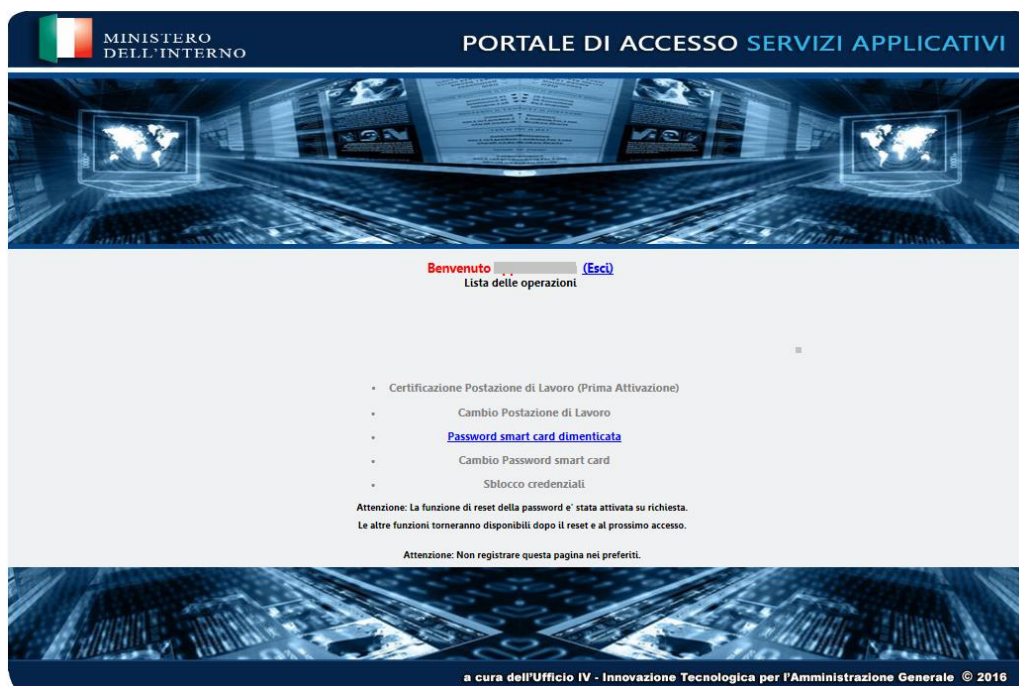 MINISTERO
DELL'INTERNO
PORTALE DI ACCESSO SERVIZI APPLICATIVI
Benvenuto (Esci)
Lista delle operazioni
• Certificazione Postazione di Lavoro (Prima Attivazione)
• Cambio Postazione di Lavoro
• Password smart card dimenticata
• Cambio Password smart card
• Sblocco credenziali
Attenzione: La funzione di reset della password e' stata attivata su richiesta.
Le altre funzioni torneranno disponibili dopo il reset e al prossimo accesso.
Attenzione: Non registrare questa pagina nei preferiti.
a cura dell'Ufficio IV - Innovazione Tecnologica per l'Amministrazione Generale © 2016